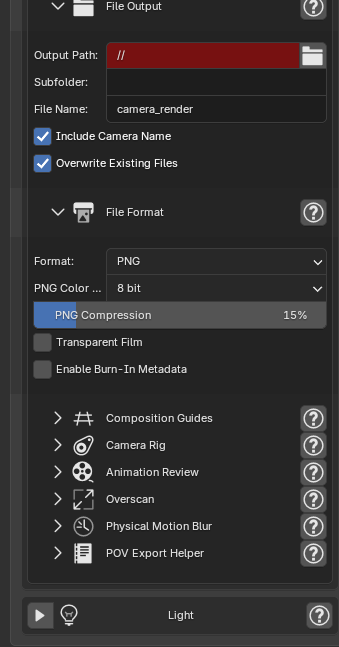 File Output
Output Path: //
Subfolder:
File Name: camera_render
Include Camera Name
Overwrite Existing Files
File Format
Format: PNG
PNG Color ... 8 bit
PNG Compression 15%
Transparent Film
Enable Burn-In Metadata
Composition Guides
Camera Rig
Animation Review
Overscan
Physical Motion Blur
POV Export Helper
Light